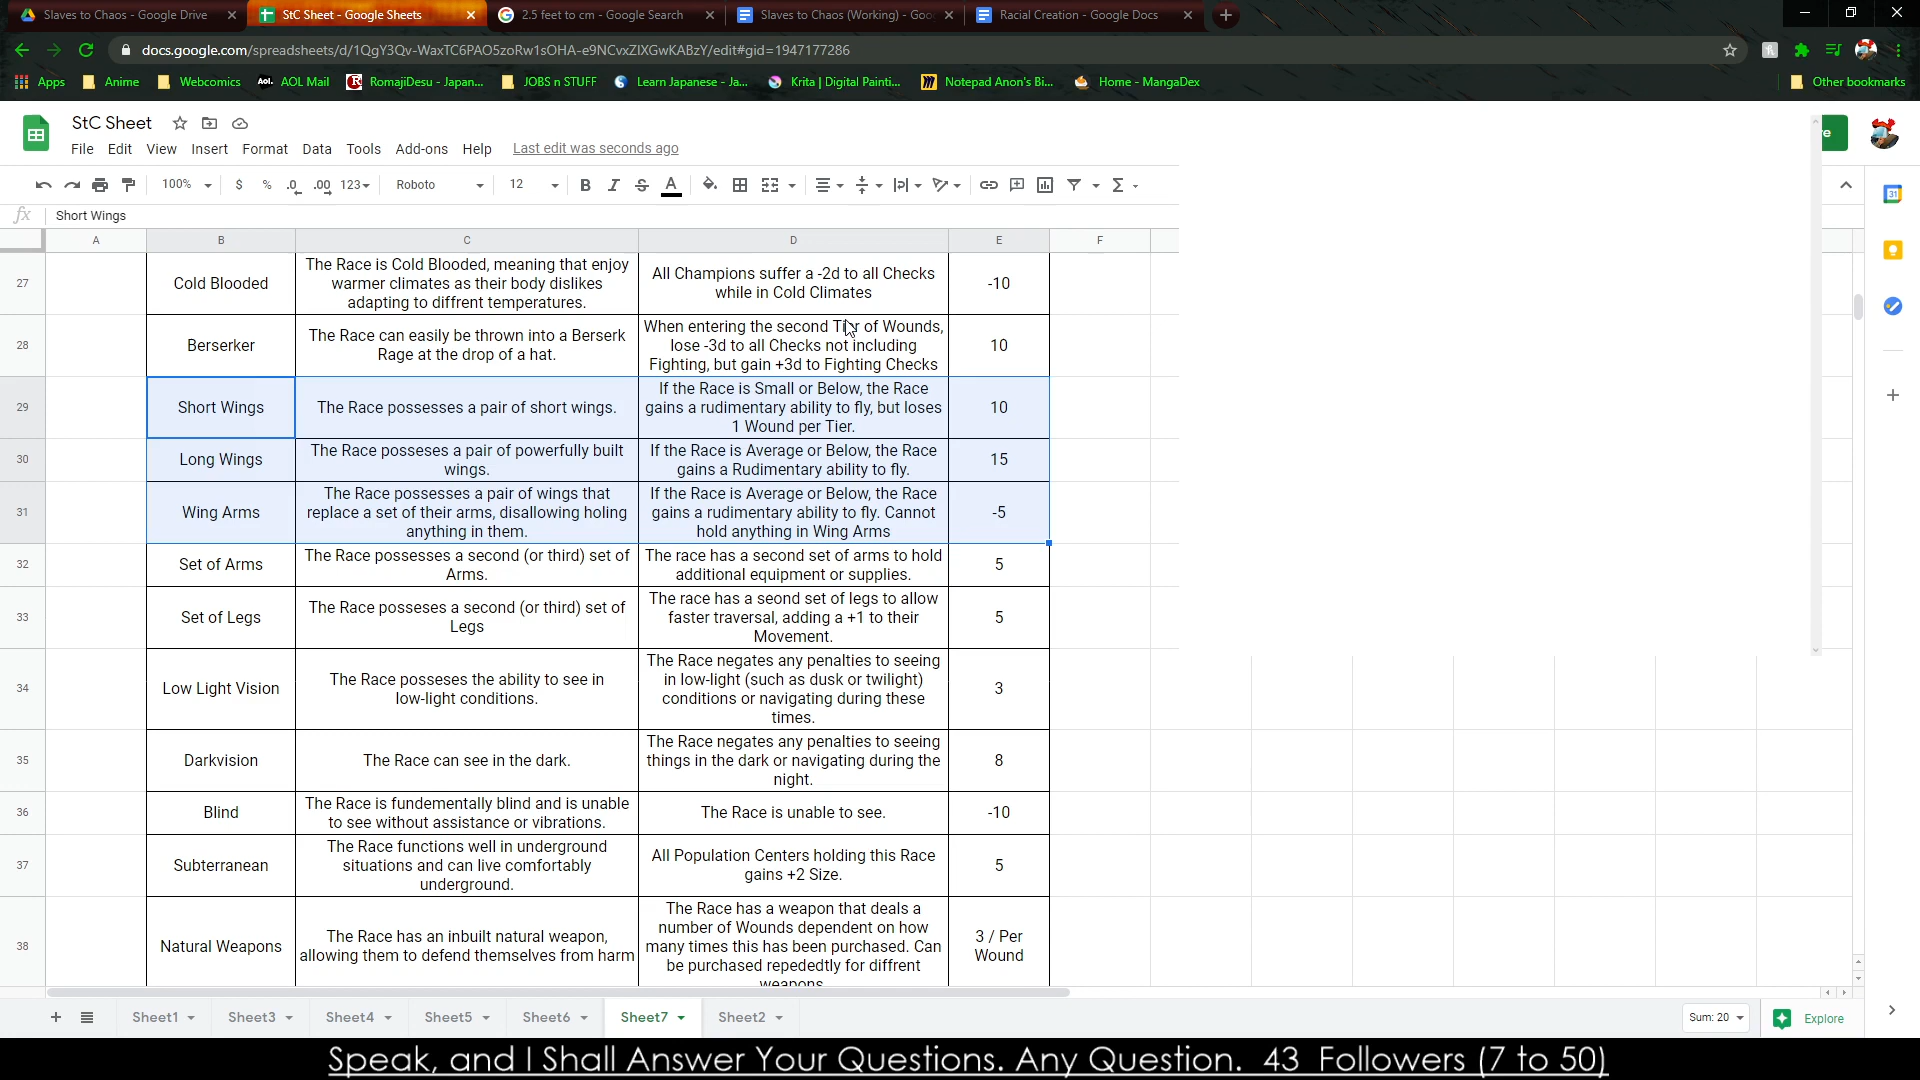 Slaves to Chaos - Google Drive
StC Sheet - Google Sheets
2.5 feet to cm - Google Search
Slaves to Chaos (Working) - Goo
Racial Creation - Google Docs
docs.google.com/spreadsheets/d/1QgY3Qv-WaxTC6PAO5zoRw1sOHA-e9NCvxZIXGwKABzY/edit#gid=1947177286
Apps
Anime
Webcomics
Aol.
AOL Mail
RomajiDesu - Japan...
JOBS n STUFF
Learn Japanese - Ja...
Krita | Digital Painti...
Notepad Anon's Bi...
Home - MangaDex
Other bookmarks
StC Sheet
File Edit View Insert Format Data Tools Add-ons Help Last edit was seconds ago
e
100% $ % .0 .00 123 Roboto 12 B I S A
31
fx Short Wings
A B C D E F
27
Cold Blooded
The Race is Cold Blooded, meaning that enjoy
warmer climates as their body dislikes
adapting to diffrent temperatures.
All Champions suffer a -2d to all Checks
while in Cold Climates
-10
28
Berserker
The Race can easily be thrown into a Berserk
Rage at the drop of a hat.
When entering the second Tier of Wounds,
lose -3d to all Checks not including
Fighting, but gain +3d to Fighting Checks
10
29
Short Wings
The Race possesses a pair of short wings.
If the Race is Small or Below, the Race
gains a rudimentary ability to fly, but loses
1 Wound per Tier.
10
30
Long Wings
The Race posseses a pair of powerfully built
wings.
If the Race is Average or Below, the Race
gains a Rudimentary ability to fly.
15
31
Wing Arms
The Race possesses a pair of wings that
replace a set of their arms, disallowing holing
anything in them.
If the Race is Average or Below, the Race
gains a rudimentary ability to fly. Cannot
hold anything in Wing Arms
-5
32
Set of Arms
The Race possesses a second (or third) set of
Arms.
The race has a second set of arms to hold
additional equipment or supplies.
5
33
Set of Legs
The Race posseses a second (or third) set of
Legs
The race has a seond set of legs to allow
faster traversal, adding a +1 to their
Movement.
5
34
Low Light Vision
The Race posseses the ability to see in
low-light conditions.
The Race negates any penalties to seeing
in low-light (such as dusk or twilight)
conditions or navigating during these
times.
3
35
Darkvision
The Race can see in the dark.
The Race negates any penalties to seeing
things in the dark or navigating during the
night.
8
36
Blind
The Race is fundementally blind and is unable
to see without assistance or vibrations.
The Race is unable to see.
-10
37
Subterranean
The Race functions well in underground
situations and can live comfortably
underground.
All Population Centers holding this Race
gains +2 Size.
5
38
Natural Weapons
The Race has an inbuilt natural weapon,
allowing them to defend themselves from harm
The Race has a weapon that deals a
number of Wounds dependent on how
many times this has been purchased. Can
be purchased repededtly for diffrent
weapons
3 / Per
Wound
Sheet1 Sheet3 Sheet4 Sheet5 Sheet6 Sheet7 Sheet2
Sum: 20
Explore
Speak, and I Shall Answer Your Questions. Any Question. 43 Followers (7 to 50)